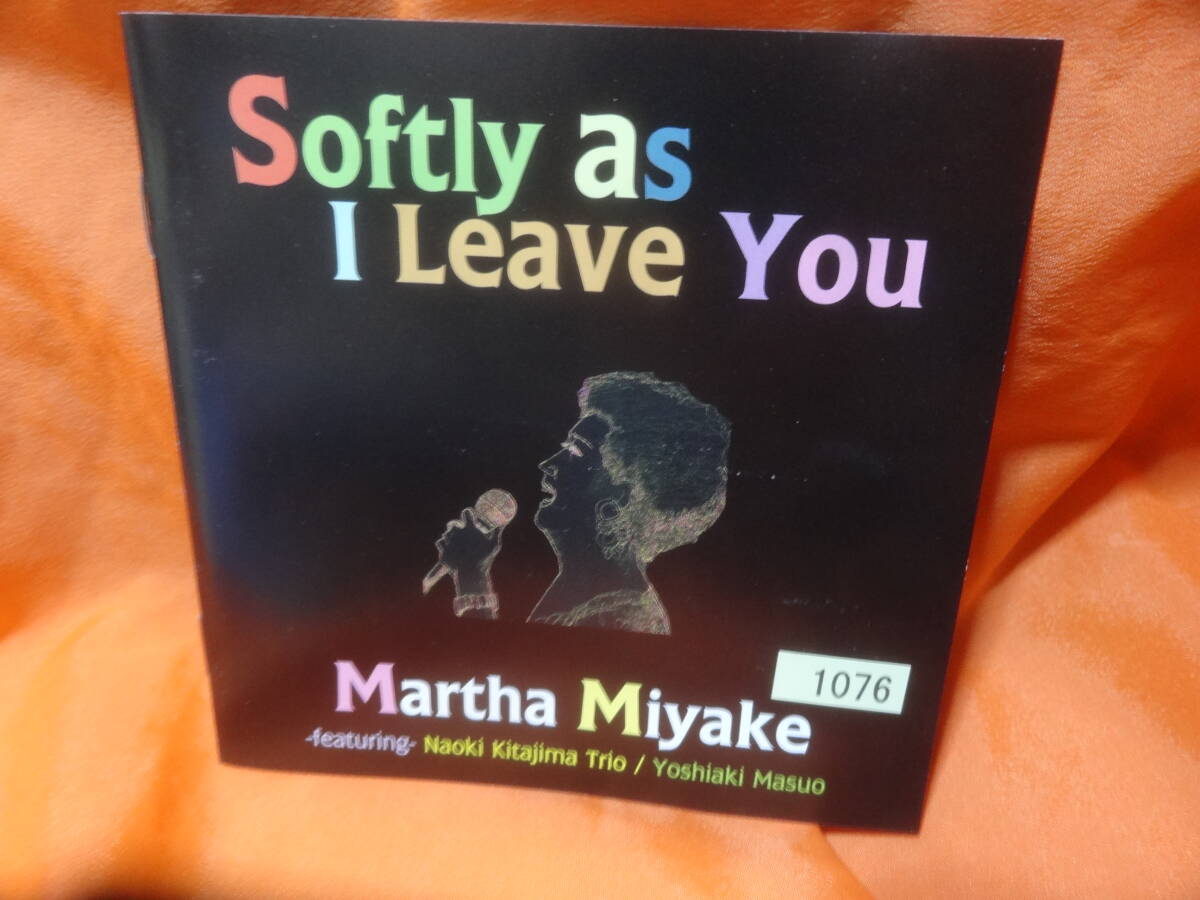 Softly as
I Leave You
1076
Martha Miyake
-featuring- Naoki Kitajima Trio / Yoshiaki Masuo